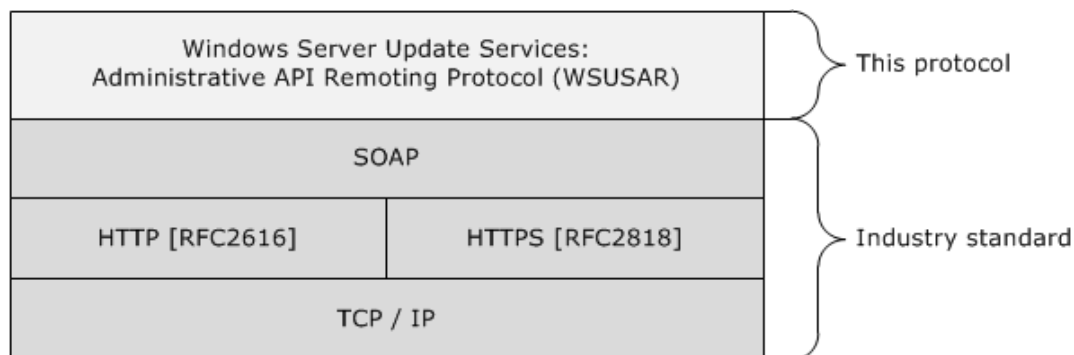 Windows Server Update Services:
Administrative API Remoting Protocol (WSUSAR)
This protocol
SOAP
HTTP [RFC2616]
HTTPS [RFC2818]
Industry standard
TCP / IP